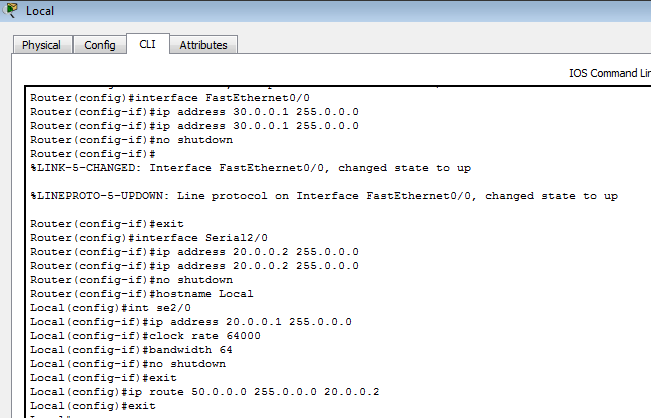 Local
Physical Config CLI Attributes
IOS Command Lin
Router(config)#interface FastEthernet0/0
Router(config-if)#ip address 30.0.0.1 255.0.0.0
Router(config-if)#ip address 30.0.0.1 255.0.0.0
Router(config-if)#no shutdown
Router(config-if)#
%LINK-5-CHANGED: Interface FastEthernet0/0, changed state to up
%LINEPROTO-5-UPDOWN: Line protocol on Interface FastEthernet0/0, changed state to up
Router(config-if)#exit
Router(config)#interface Serial2/0
Router(config-if)#ip address 20.0.0.2 255.0.0.0
Router(config-if)#ip address 20.0.0.2 255.0.0.0
Router(config-if)#no shutdown
Router(config-if)#hostname Local
Local(config)#int se2/0
Local(config-if)#ip address 20.0.0.1 255.0.0.0
Local(config-if)#clock rate 64000
Local(config-if)#bandwidth 64
Local(config-if)#no shutdown
Local(config-if)#exit
Local(config)#ip route 50.0.0.0 255.0.0.0 20.0.0.2
Local(config)#exit